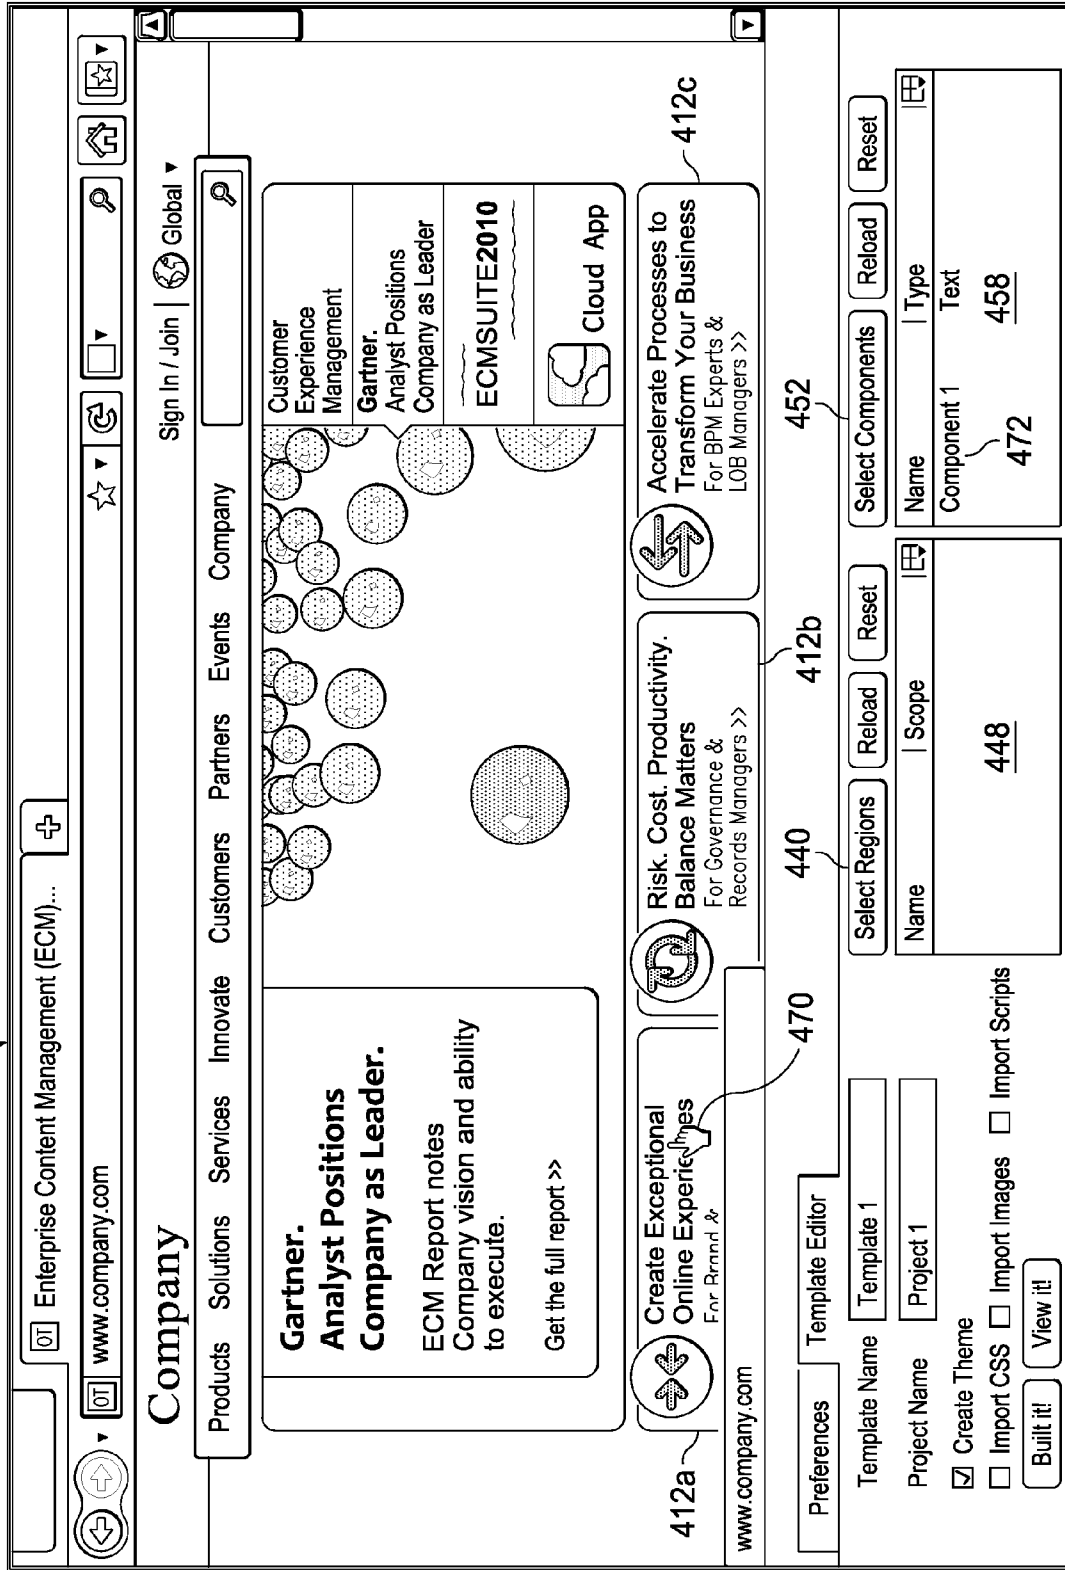 OT Enterprise Content Management (ECM)...
OT www.company.com
Company
Sign In / Join | Global
Products Solutions Services Innovate Customers Partners Events Company
Gartner.
Analyst Positions
Company as Leader.
ECM Report notes
Company vision and ability
to execute.
Get the full report >>
Customer
Experience
Management
Gartner.
Analyst Positions
Company as Leader
ECMSUITE2010
Cloud App
Create Exceptional
Online Experiences
For Brand &
Risk. Cost. Productivity.
Balance Matters
For Governance &
Records Managers >>
Accelerate Processes to
Transform Your Business
For BPM Experts &
LOB Managers >>
412a
412b
412c
www.company.com
470
440
452
Preferences Template Editor
Template Name Template 1
Project Name Project 1
Create Theme
Import CSS Import Images Import Scripts
Built it! View it!
Select Regions Reload Reset
Name Scope
448
Select Components Reload Reset
Name Type
Component 1 Text
472
458